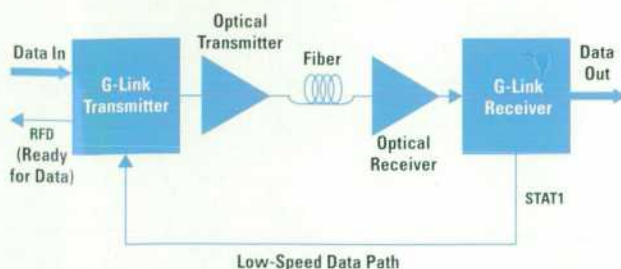 Data In
G-Link
Transmitter
RFD
(Ready
for Data)
Optical
Transmitter
Fiber
Optical
Receiver
G-Link
Receiver
Data
Out
STAT1
Low-Speed Data Path